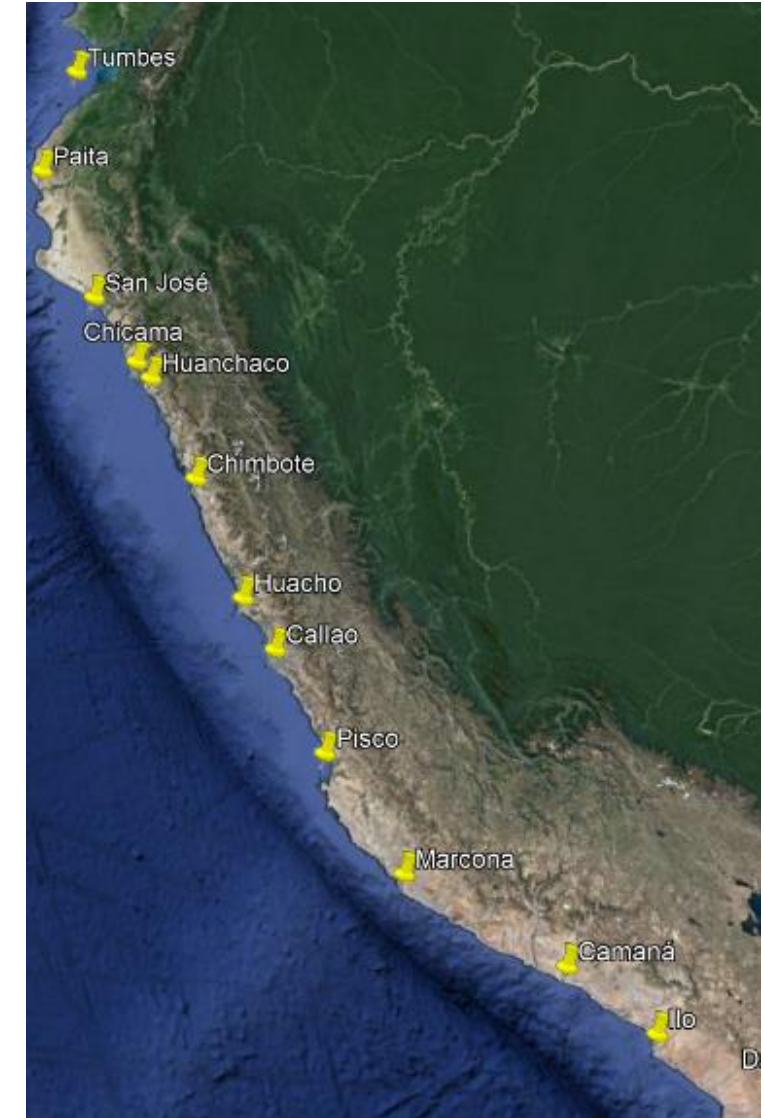 Tumbes
Paita
San José
Chicama
Huanchaco
Chimbote
Huacho
Callao
Pisco
Marcona
Camaná
Ilo